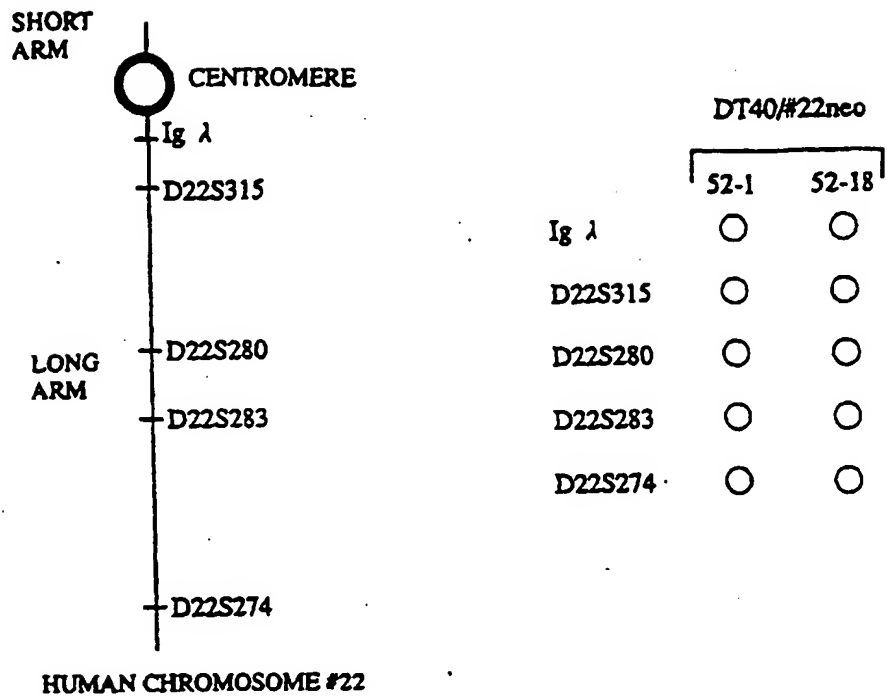 SHORT
ARM
CENTROMERE
Ig λ
D22S315
LONG
ARM
D22S280
D22S283
D22S274
HUMAN CHROMOSOME #22
DT40/#22neo
52-1 52-18
Ig λ
D22S315
D22S280
D22S283
D22S274